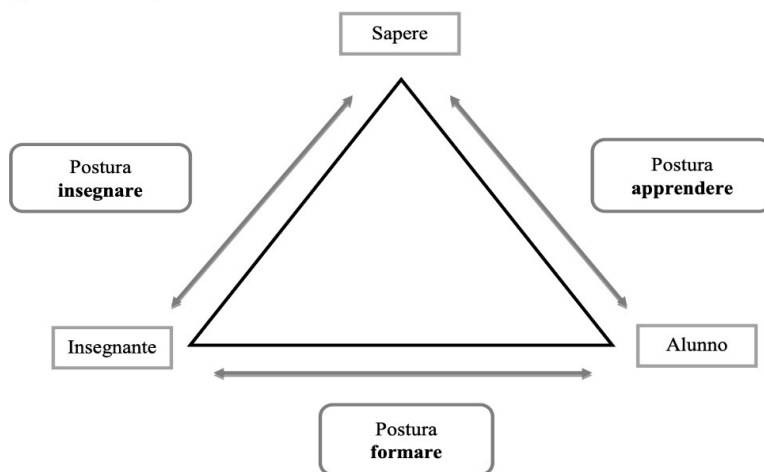 Sapere
Postura
insegnare
Postura
apprendere
Insegnante
Alunno
Postura
formare